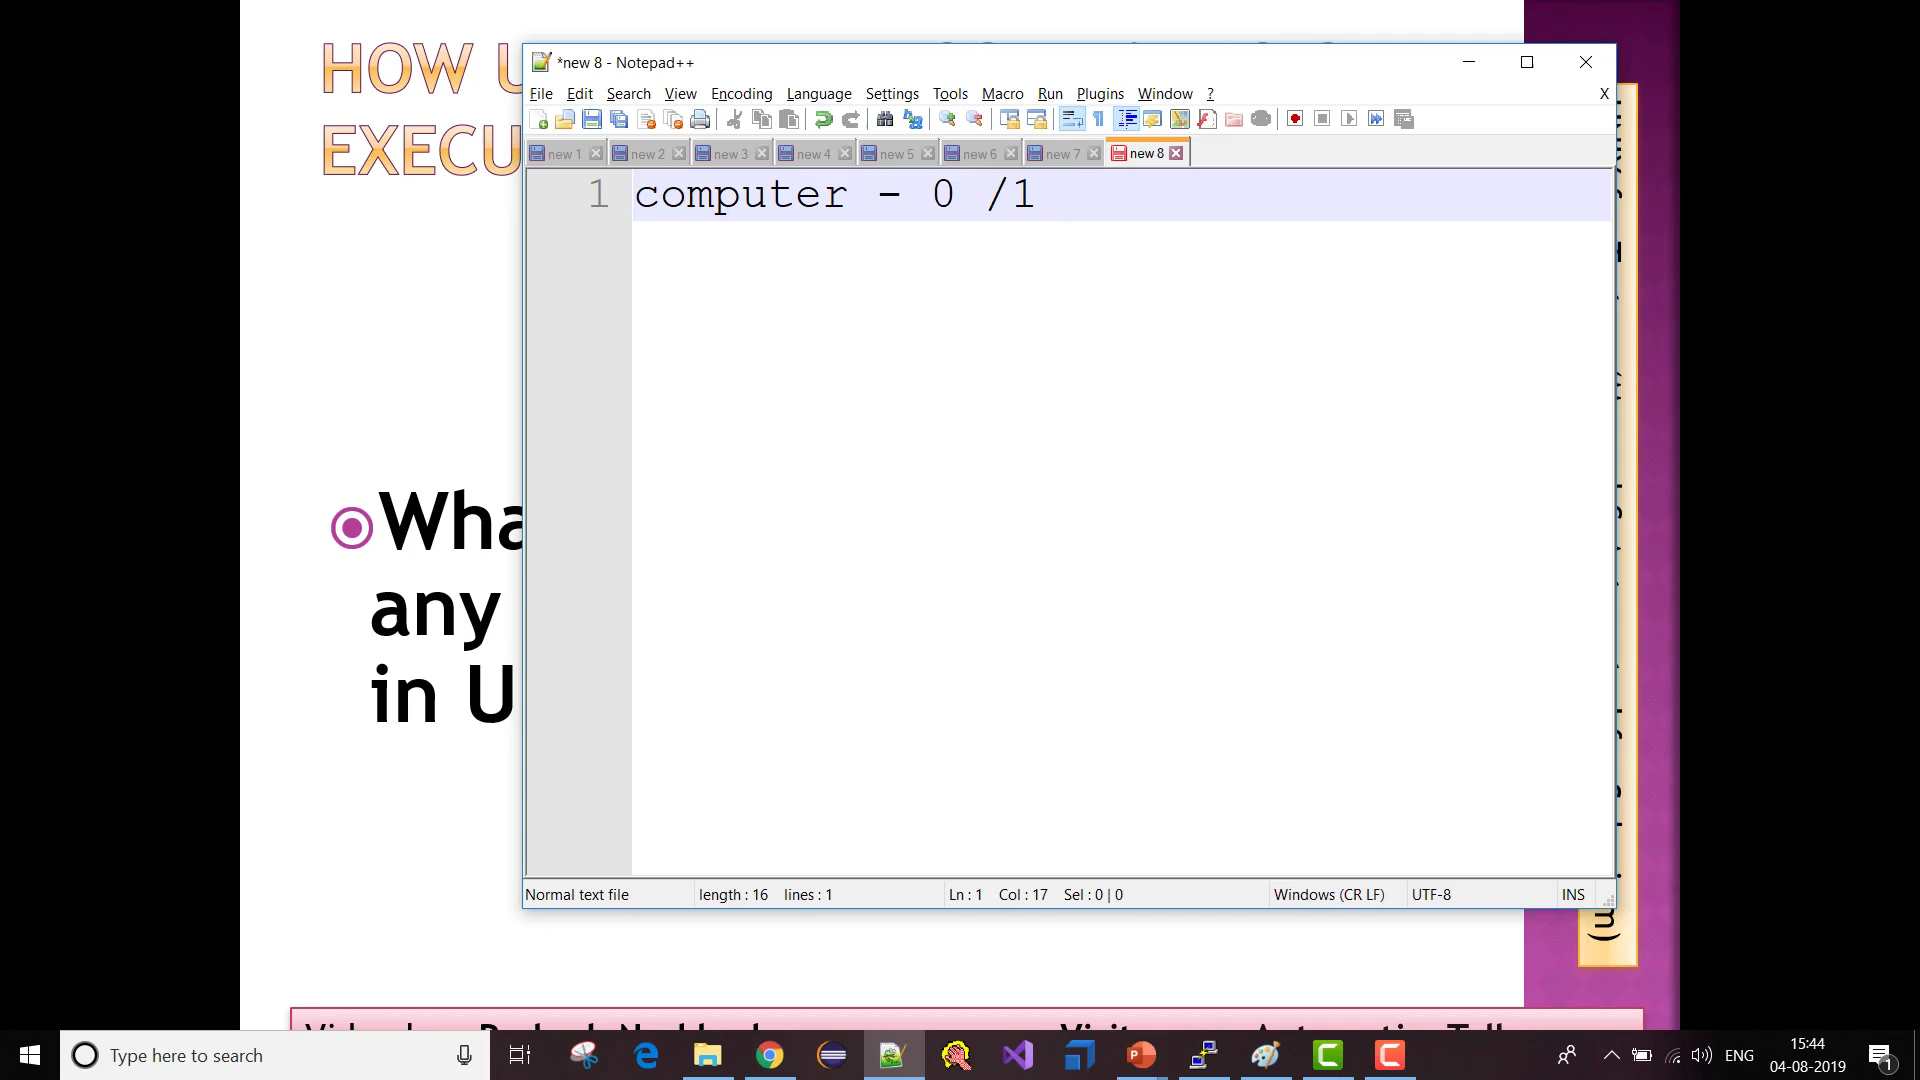 HOW U
EXECU
Wha
any
in U
*new 8 - Notepad++
File Edit Search View Encoding Language Settings Tools Macro Run Plugins Window ? X
new 1 new 2 new 3 new 4 new 5 new 6 new 7 new 8
1 computer - 0 /1
Normal text file length : 16 lines : 1 Ln : 1 Col : 17 Sel : 0 | 0 Windows (CR LF) UTF-8 INS
m)
Type here to search
ENG
15:44
04-08-2019
1